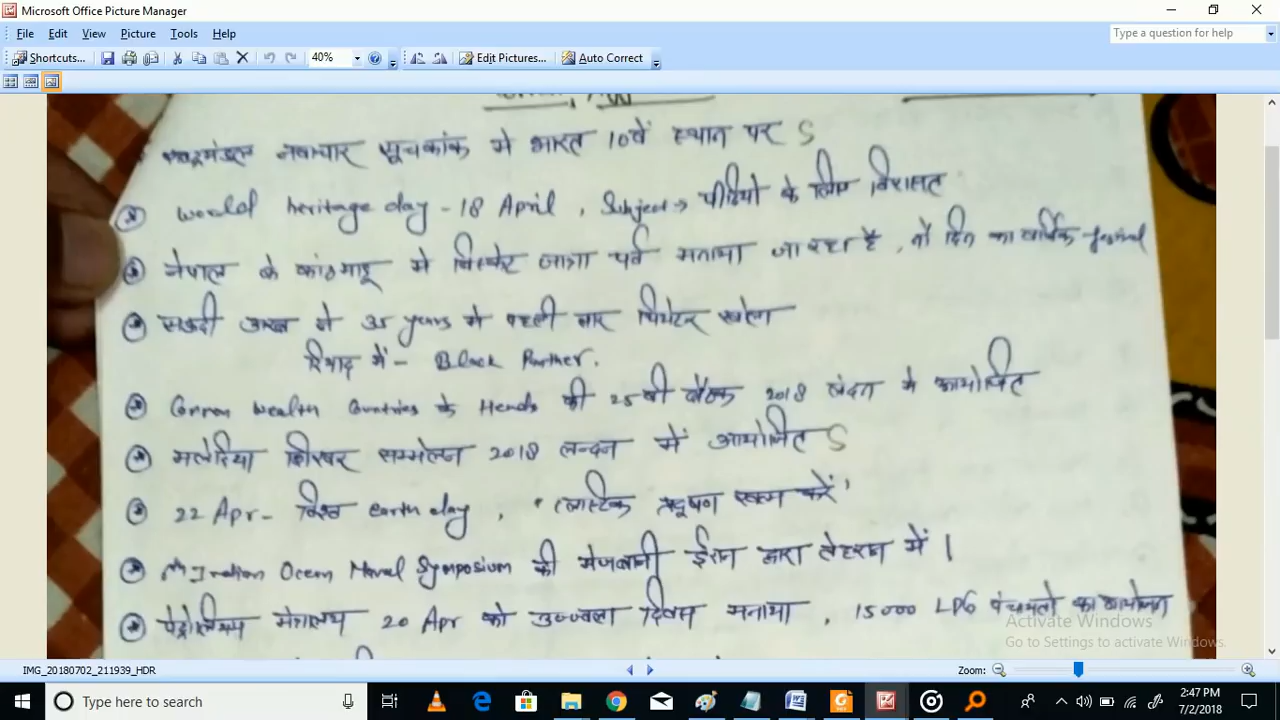 Microsoft Office Picture Manager
File Edit View Picture Tools Help
Type a question for help
Shortcuts... 40% Edit Pictures... Auto Correct
नवाचार सूचकांक मे भारत 10वें स्थान पर S
World heritage day - 18 April, Subject → पीढियो के लिए विरासत
नेपाल के काठमाडू मे बिस्केट जात्रा पर्व मनाया जा रहा है, नौ दिन का वार्षिक festival
सऊदी अरब मे 35 years मे पहली बार थियेटर खोला
रियाद में - Black Panther.
Common wealth Countries के Heads की 25वी बैठक 2018 लंदन मे आयोजित
मलेरिया शिखर सम्मेलन 2018 लन्दन में आयोजित S
22 Apr - विश्व earth day, 'प्लास्टिक प्रदूषण खत्म करें'
Indian Ocean Naval Symposium की मेजबानी ईरान द्वारा तेहरान में |
पेट्रोलियम मंत्रालय 20 Apr को उज्ज्वला दिवस मनाया, 15000 LPG पंचायतो का आयोजन
Activate Windows
Go to Settings to activate Windows.
IMG_20180702_211939_HDR
Zoom:
Type here to search
2:47 PM
7/2/2018